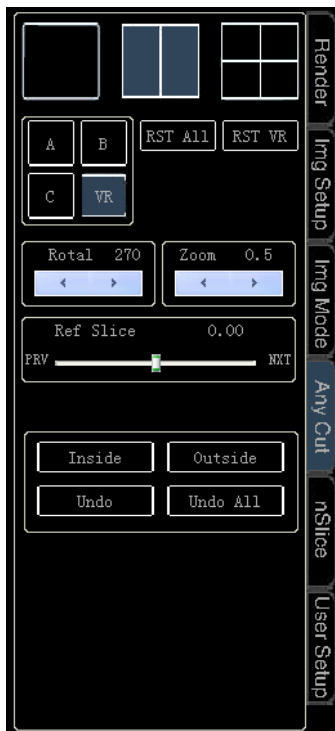 A B RST All RST VR
C VR
Rotal 270 Zoom 0.5
Ref Slice 0.00
PRV NXT
Inside Outside
Undo Undo All
Render
Img Setup
Img Mode
Any Cut
nSlice
User Setup